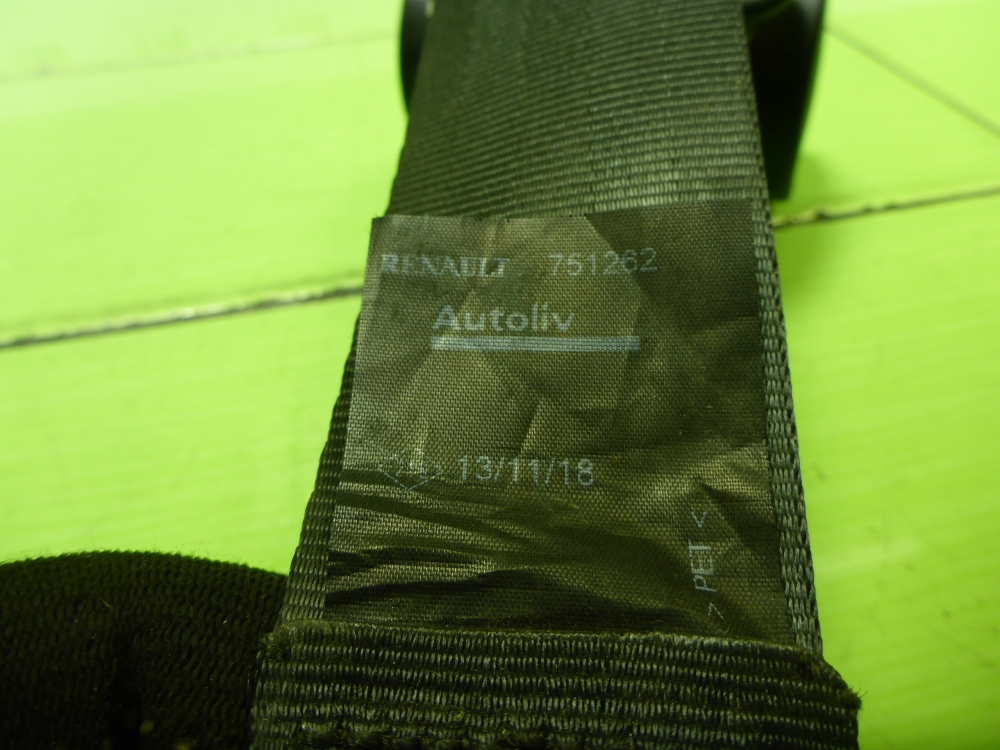 RENAULT 751262
Autoliv
13/11/18
> PET <